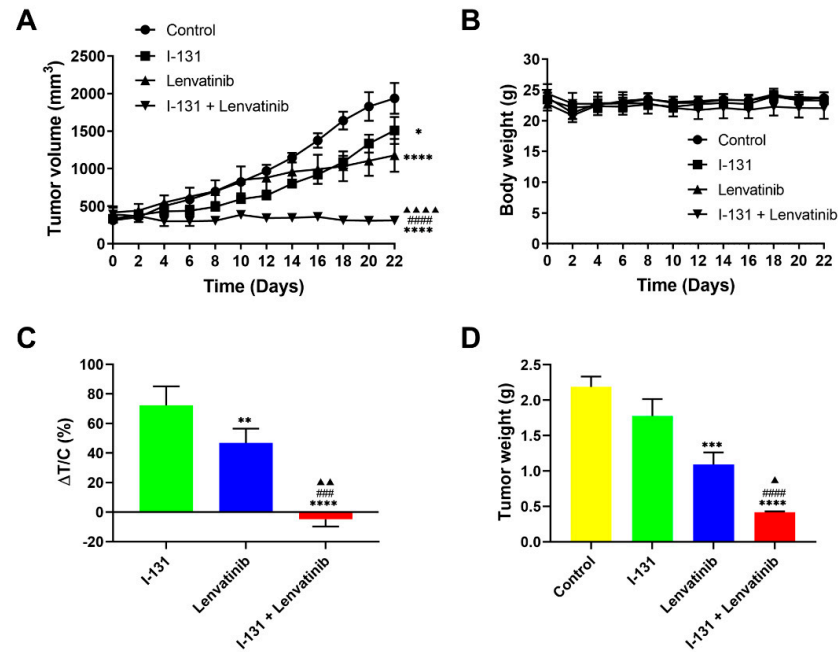 A
Control
I-131
Lenvatinib
I-131 + Lenvatinib
Tumor volume (mm³)
2500
2000
1500
1000
500
0
*
****
▲▲▲▲
####
****
0 2 4 6 8 10 12 14 16 18 20 22
Time (Days)
B
Body weight (g)
30
25
20
15
10
5
0
Control
I-131
Lenvatinib
I-131 + Lenvatinib
0 2 4 6 8 10 12 14 16 18 20 22
Time (Days)
C
ΔT/C (%)
100
80
60
40
20
0
-20
**
▲▲
###
****
I-131
Lenvatinib
I-131 + Lenvatinib
D
Tumor weight (g)
2.5
2.0
1.5
1.0
0.5
0.0
***
▲
####
****
Control
I-131
Lenvatinib
I-131 + Lenvatinib